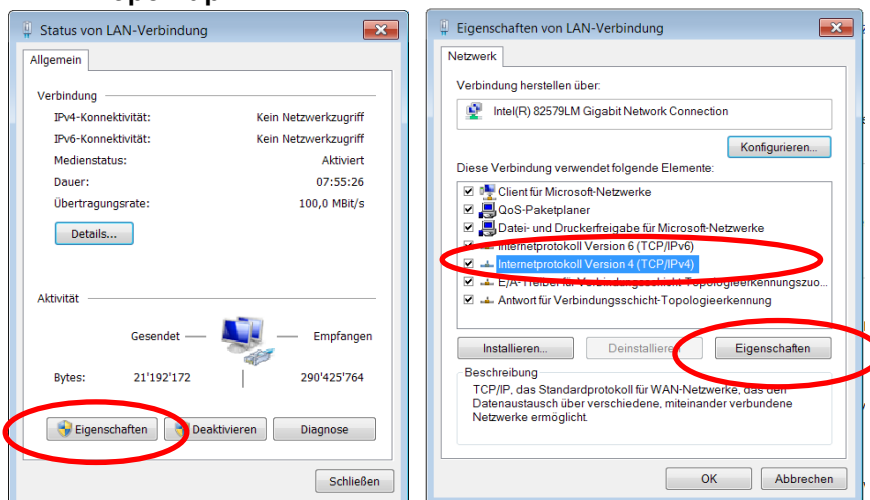 Status von LAN-Verbindung
Allgemein
Verbindung
IPv4-Konnektivität: Kein Netzwerkzugriff
IPv6-Konnektivität: Kein Netzwerkzugriff
Medienstatus: Aktiviert
Dauer: 07:55:26
Übertragungsrate: 100,0 MBit/s
Details...
Aktivität
Gesendet Empfangen
Bytes: 21'192'172 290'425'764
Eigenschaften Deaktivieren Diagnose
Schließen
Eigenschaften von LAN-Verbindung
Netzwerk
Verbindung herstellen über:
Intel(R) 82579LM Gigabit Network Connection
Konfigurieren...
Diese Verbindung verwendet folgende Elemente:
Client für Microsoft-Netzwerke
QoS-Paketplaner
Datei- und Druckerfreigabe für Microsoft-Netzwerke
Internetprotokoll Version 6 (TCP/IPv6)
Internetprotokoll Version 4 (TCP/IPv4)
E/A-Treiber für Verbindungsschicht-Topologieerkennungszuo...
Antwort für Verbindungsschicht-Topologieerkennung
Installieren... Deinstallieren Eigenschaften
Beschreibung
TCP/IP, das Standardprotokoll für WAN-Netzwerke, das den
Datenaustausch über verschiedene, miteinander verbundene
Netzwerke ermöglicht.
OK Abbrechen